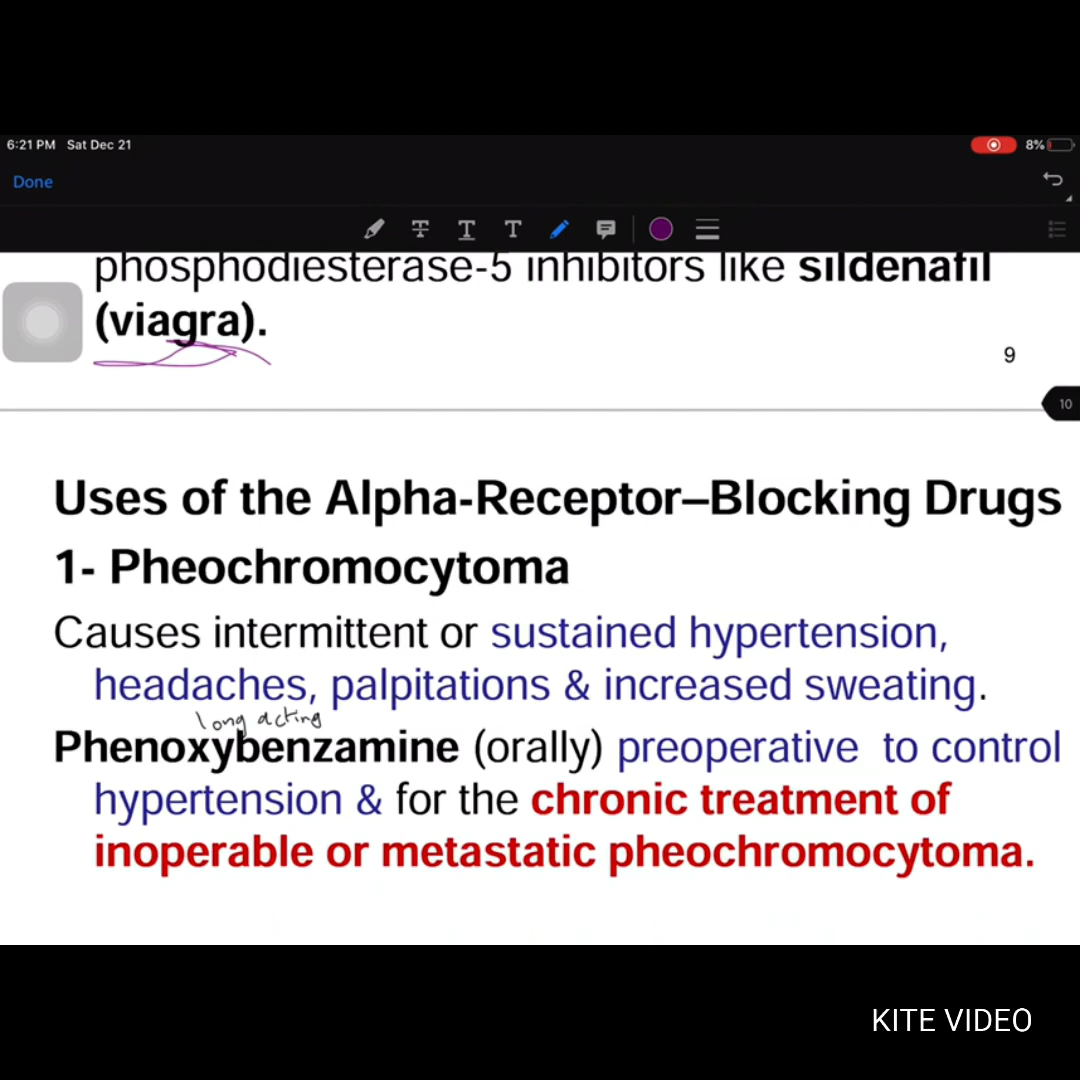 6:21 PM Sat Dec 21
8%
Done
phosphodiesterase-5 inhibitors like sildenafil
(viagra).
9
10
Uses of the Alpha-Receptor–Blocking Drugs
1- Pheochromocytoma
Causes intermittent or sustained hypertension,
headaches, palpitations & increased sweating.
long acting
Phenoxybenzamine (orally) preoperative to control
hypertension & for the chronic treatment of
inoperable or metastatic pheochromocytoma.
KITE VIDEO